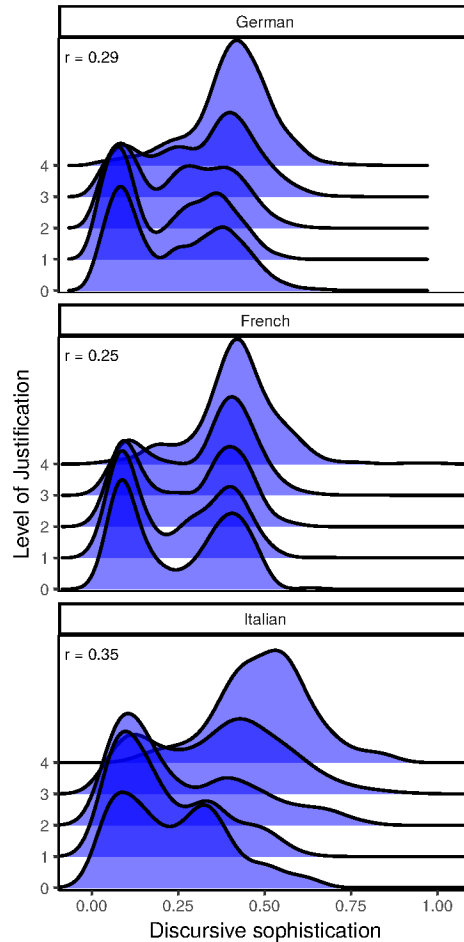 German
r = 0.29
4
3
2
1
0
French
r = 0.25
4
3
2
1
0
Italian
r = 0.35
4
3
2
1
0
Level of Justification
0.00 0.25 0.50 0.75 1.00
Discursive sophistication